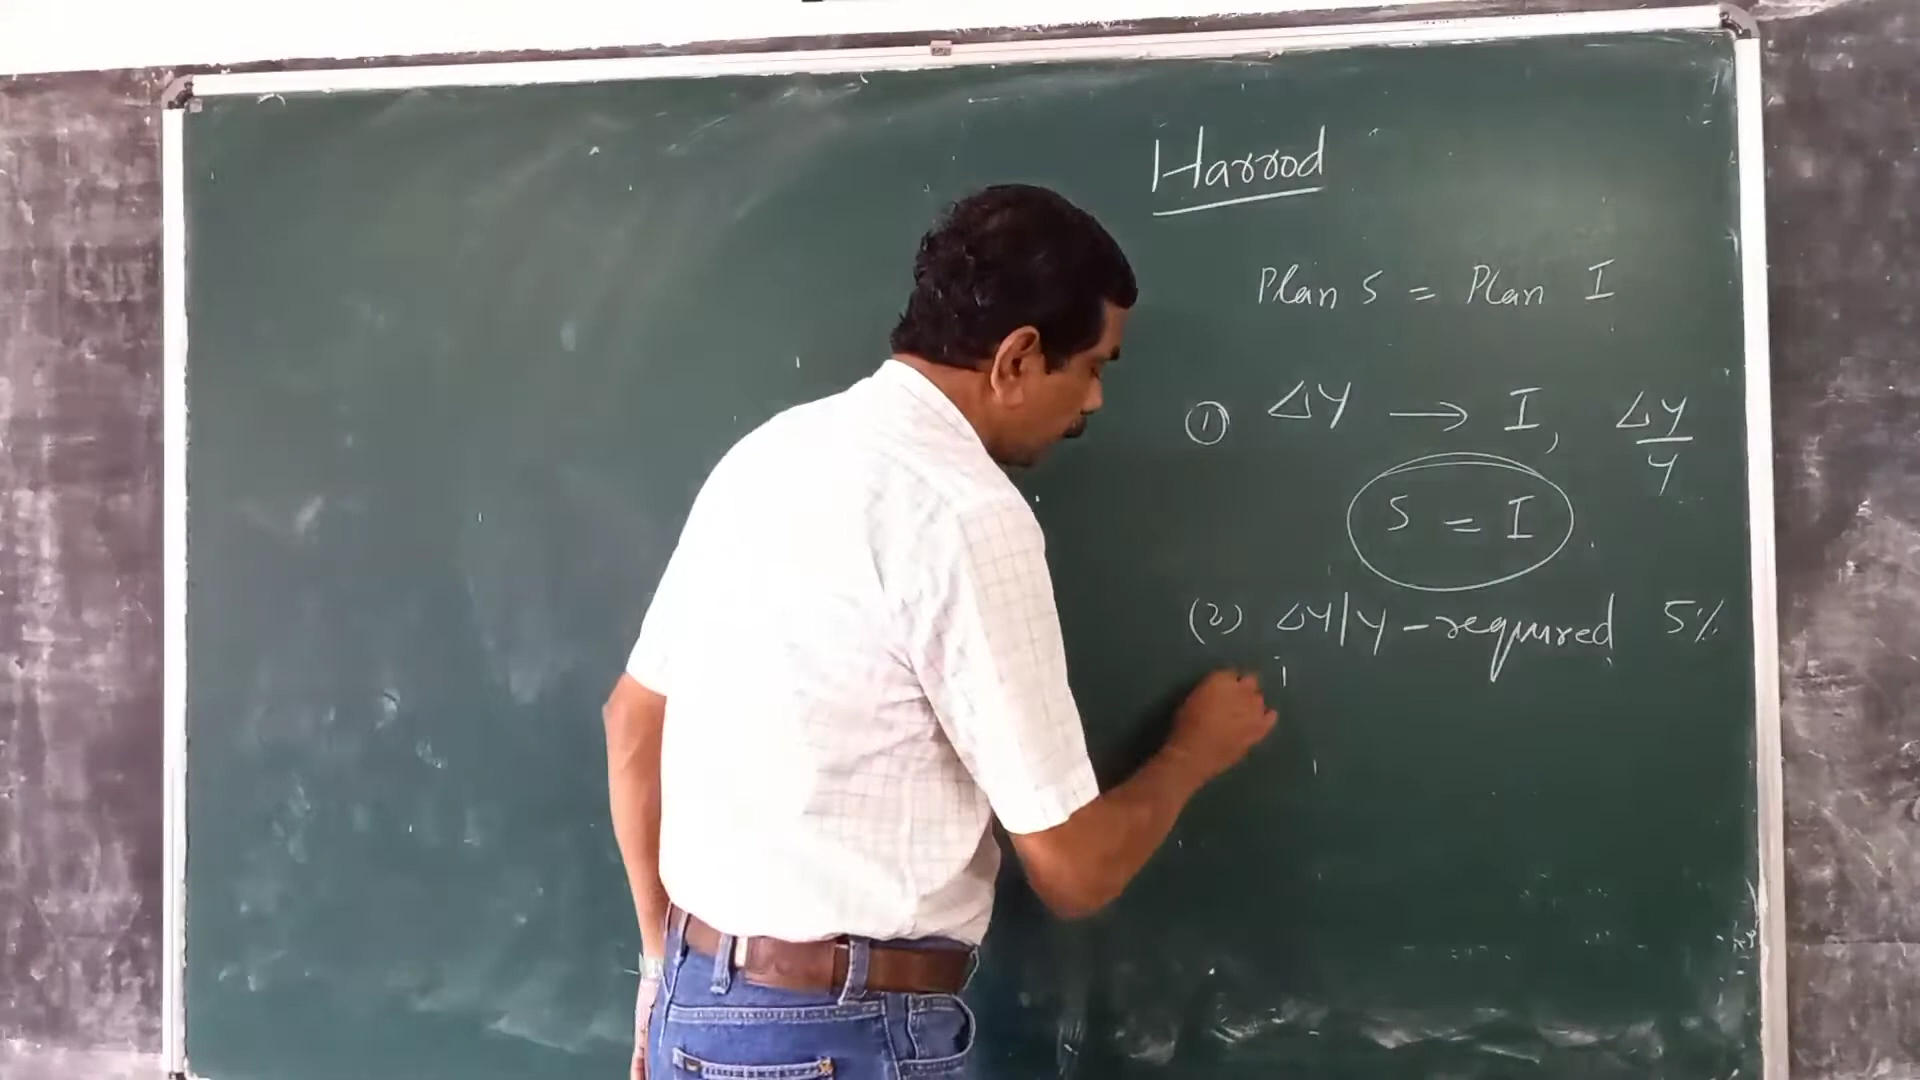 Harrod
Plan S = Plan I
① ΔY → I, ΔY/Y
S = I
(2) ΔY/Y - required 5%